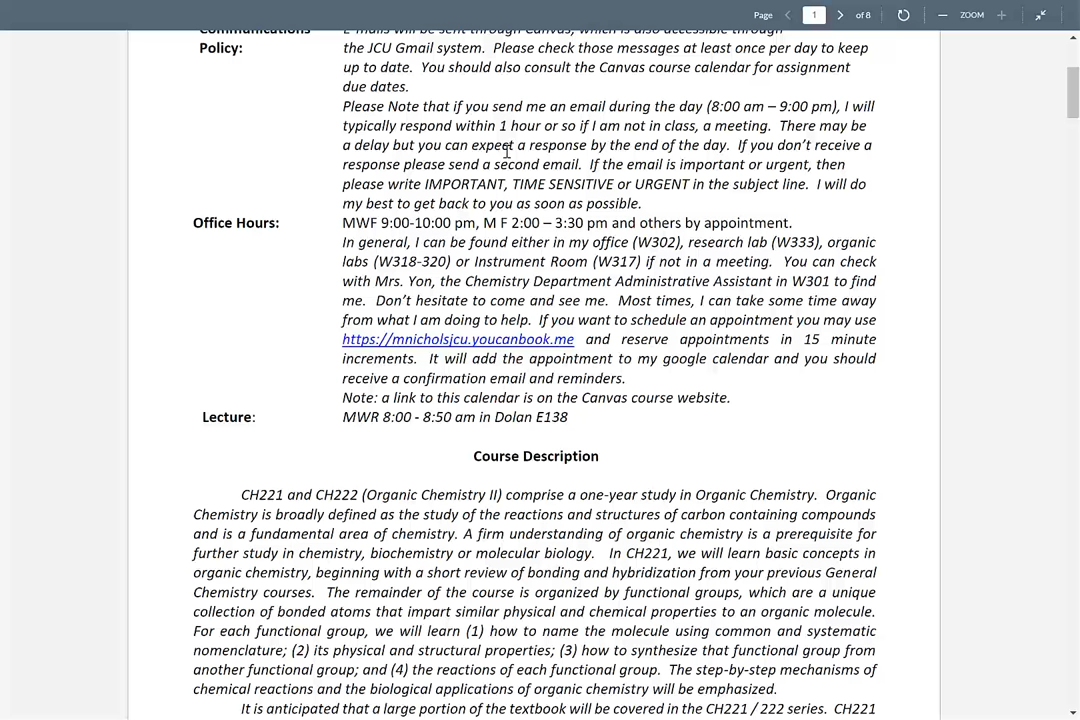 Page 1 of 8 ZOOM
Communications E-mails will be sent through Canvas, which is also accessible through
Policy: the JCU Gmail system. Please check those messages at least once per day to keep
up to date. You should also consult the Canvas course calendar for assignment
due dates.
Please Note that if you send me an email during the day (8:00 am – 9:00 pm), I will
typically respond within 1 hour or so if I am not in class, a meeting. There may be
a delay but you can expect a response by the end of the day. If you don't receive a
response please send a second email. If the email is important or urgent, then
please write IMPORTANT, TIME SENSITIVE or URGENT in the subject line. I will do
my best to get back to you as soon as possible.
Office Hours: MWF 9:00-10:00 pm, M F 2:00 – 3:30 pm and others by appointment.
In general, I can be found either in my office (W302), research lab (W333), organic
labs (W318-320) or Instrument Room (W317) if not in a meeting. You can check
with Mrs. Yon, the Chemistry Department Administrative Assistant in W301 to find
me. Don't hesitate to come and see me. Most times, I can take some time away
from what I am doing to help. If you want to schedule an appointment you may use
https://mnicholsjcu.youcanbook.me and reserve appointments in 15 minute
increments. It will add the appointment to my google calendar and you should
receive a confirmation email and reminders.
Note: a link to this calendar is on the Canvas course website.
Lecture: MWR 8:00 - 8:50 am in Dolan E138
Course Description
CH221 and CH222 (Organic Chemistry II) comprise a one-year study in Organic Chemistry. Organic
Chemistry is broadly defined as the study of the reactions and structures of carbon containing compounds
and is a fundamental area of chemistry. A firm understanding of organic chemistry is a prerequisite for
further study in chemistry, biochemistry or molecular biology. In CH221, we will learn basic concepts in
organic chemistry, beginning with a short review of bonding and hybridization from your previous General
Chemistry courses. The remainder of the course is organized by functional groups, which are a unique
collection of bonded atoms that impart similar physical and chemical properties to an organic molecule.
For each functional group, we will learn (1) how to name the molecule using common and systematic
nomenclature; (2) its physical and structural properties; (3) how to synthesize that functional group from
another functional group; and (4) the reactions of each functional group. The step-by-step mechanisms of
chemical reactions and the biological applications of organic chemistry will be emphasized.
It is anticipated that a large portion of the textbook will be covered in the CH221 / 222 series. CH221